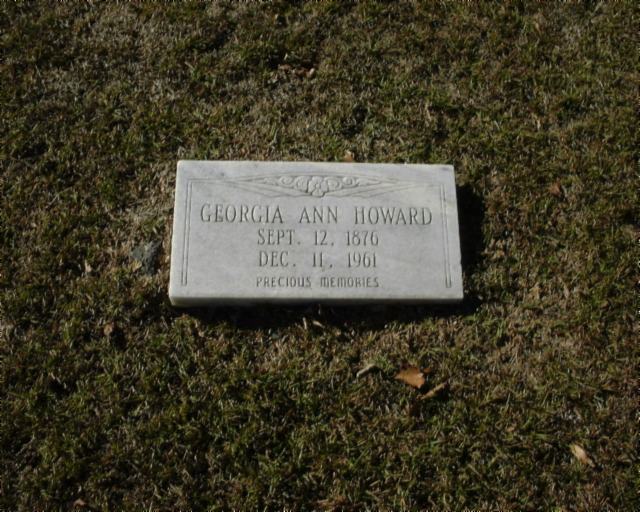 GEORGIA ANN HOWARD
SEPT. 12, 1876
DEC. 11, 1961
PRECIOUS MEMORIES